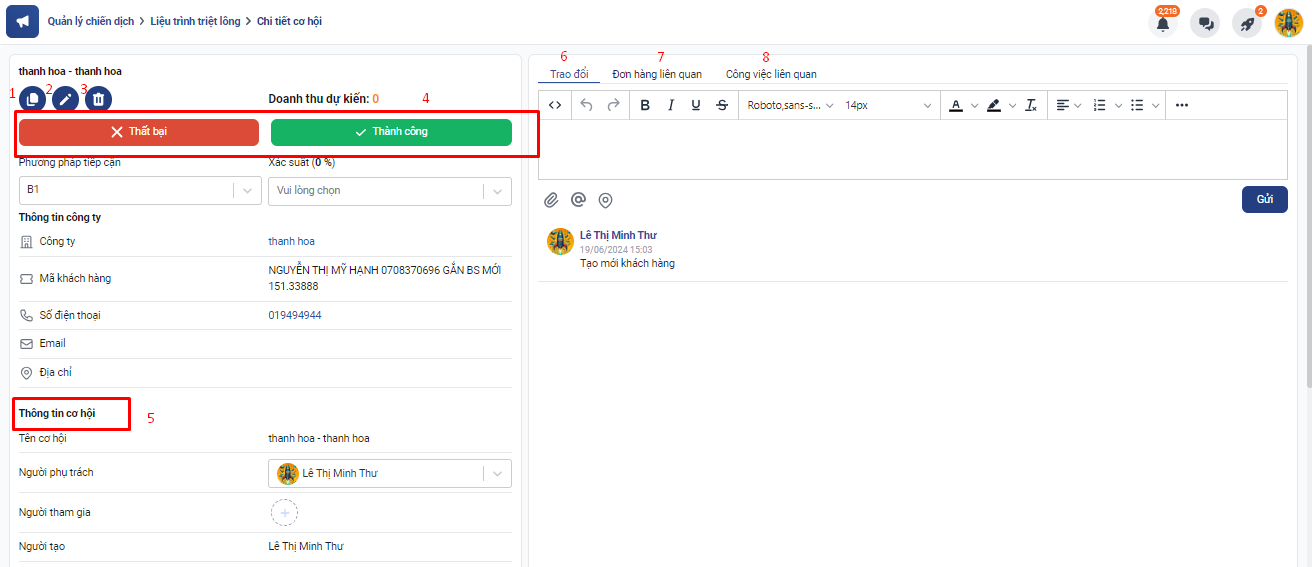 Quản lý chiến dịch > Liệu trình triệt lông > Chi tiết cơ hội
2,218
2
thanh hoa - thanh hoa
1 2 3
Doanh thu dự kiến: 0
4
Thất bại
Thành công
Phương pháp tiếp cận
Xác suất (0 %)
B1
Vui lòng chọn
Thông tin công ty
Công ty
thanh hoa
Mã khách hàng
NGUYỄN THỊ MỸ HẠNH 0708370696 GẮN BS MỚI
151.33888
Số điện thoại
019494944
Email
Địa chỉ
Thông tin cơ hội
5
Tên cơ hội
thanh hoa - thanh hoa
Người phụ trách
Lê Thị Minh Thư
Người tham gia
Người tạo
Lê Thị Minh Thư
6 7 8
Trao đổi
Đơn hàng liên quan
Công việc liên quan
B I U S
Roboto,sans-s...
14px
A
Gửi
Lê Thị Minh Thư
19/06/2024 15:03
Tạo mới khách hàng